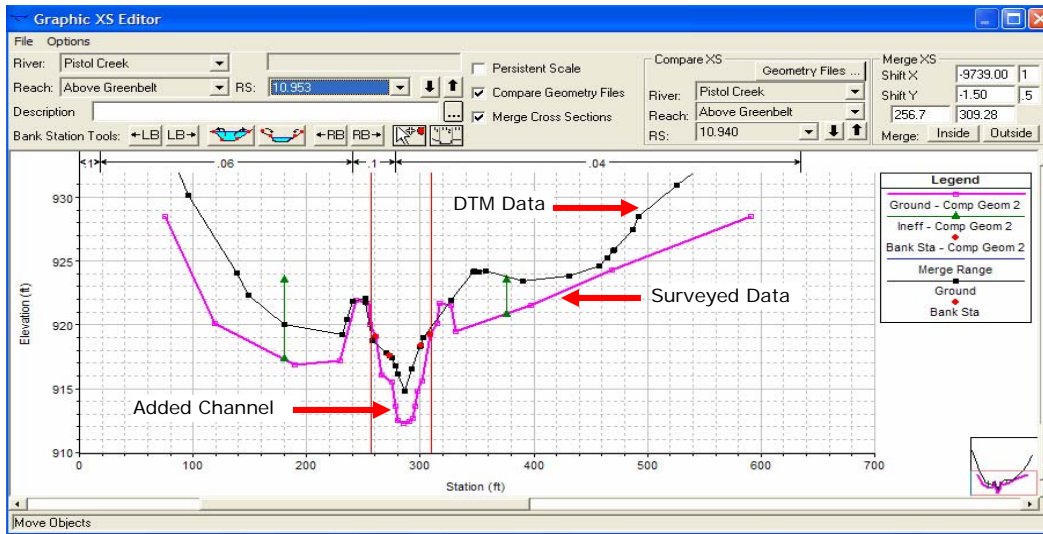 Graphic XS Editor
File Options
River: Pistol Creek
Reach: Above Greenbelt RS: 10.953
Description ...
Bank Station Tools: +LB LB+ +RB RB+
Persistent Scale
Compare Geometry Files
Merge Cross Sections
Compare XS
Geometry Files ...
River: Pistol Creek
Reach: Above Greenbelt
RS: 10.940
Merge XS
Shift X -9739.00 1
Shift Y -1.50 .5
256.7 309.28
Merge: Inside Outside
.1 .06 .1 .04
930
925
920
915
910
Elevation (ft)
DTM Data
Surveyed Data
Added Channel
0 100 200 300 400 500 600 700
Station (ft)
Legend
Ground - Comp Geom 2
Ineff - Comp Geom 2
Bank Sta - Comp Geom 2
Merge Range
Ground
Bank Sta
Move Objects